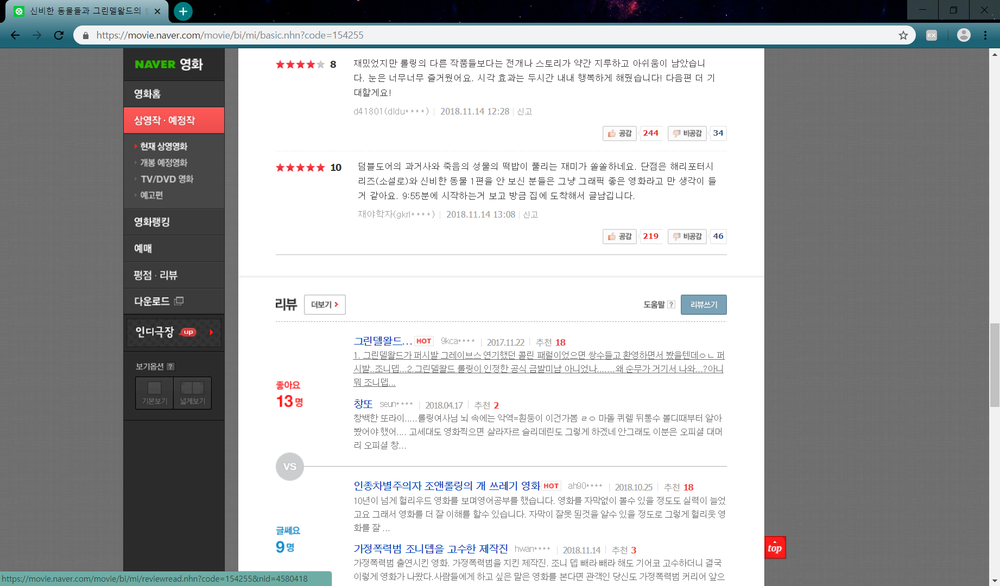 신비한 동물들과 그린델왈드의
https://movie.naver.com/movie/bi/mi/basic.nhn?code=154255
EX
NAVER 영화
영화홈
상영작 · 예정작
현재 상영영화
개봉 예정영화
TV/DVD 영화
예고편
영화랭킹
예매
평점 · 리뷰
다운로드
인디극장 up
보기옵션 ?
기본보기 넓게보기
8
재밌었지만 롤링의 다른 작품들보다는 전개나 스토리가 약간 지루하고 아쉬움이 남았습니
다. 눈은 너무너무 즐거웠어요. 시각 효과는 두시간 내내 행복하게 해줬습니다! 다음편 더 기
대할게요!
d41801(dldu****) | 2018.11.14 12:28 | 신고
공감 244 비공감 34
10
덤블도어의 과거사와 죽음의 성물의 떡밥이 풀리는 재미가 쏠쏠하네요. 단점은 해리포터시
리즈(소설로)와 신비한 동물 1편을 안 보신 분들은 그냥 그래픽 좋은 영화라고 만 생각이 들
거 같아요. 9:55분에 시작하는거 보고 방금 집에 도착해서 글남깁니다.
재야학자(gkrl****) | 2018.11.14 13:08 | 신고
공감 219 비공감 46
리뷰 더보기 도움말 ? 리뷰쓰기
그린델왈드... HOT 9kca**** | 2017.11.22 | 추천 18
1. 그린델왈드가 퍼시발 그레이브스 연기했던 콜린 패럴이었으면 쌍수들고 환영하면서 봤을텐데ㅇㄴ 퍼
시발..조니뎁...2.그린델왈드 롤링이 인정한 공식 금발미남 아니었냐.......왜 순무가 거기서 나와...?아니
뭐 조니뎁...
좋아요
13 명
창또 seun**** | 2018.04.17 | 추천 2
창백한 또라이.....롤링여사님 뇌 속에는 악역=흰둥이 이건가봄 ㄹㅇ 마돌 퀴렐 뒤통수 볼디때부터 알아
봤어야 했어.... 고세대도 영화찍으면 살라자르 슬리데린도 그렇게 하겠네 안그래도 이분은 오피셜 대머
리 오피셜 창...
VS
인종차별주의자 조앤롤링의 개 쓰레기 영화 HOT ah90**** | 2018.10.25 | 추천 18
10년이 넘게 헐리우드 영화를 보며영어공부를 했습니다. 영화를 자막없이 볼수 있을 정도도 실력이 늘었
고요 그래서 영화를 더 잘 이해를 할수 있습니다. 자막이 잘못 된것을 알수 있을 정도로 그렇게 헐리웃 영
화를 잘 ...
글쎄요
9 명
가정폭력범 조니뎁을 고수한 제작진 hwan**** | 2018.11.14 | 추천 3
가정폭력범 출연시킨 영화. 가정폭력범을 지킨 제작진. 조니 뎁 빼라 빼라 해도 기어코 고수하더니 결국
이렇게 영화가 나왔다.사람들에게 하고 싶은 말은 영화를 본다면 관객인 당신도 가정폭력범 커리어 앞으
top
https://movie.naver.com/movie/bi/mi/reviewread.nhn?code=154255&nid=4580418